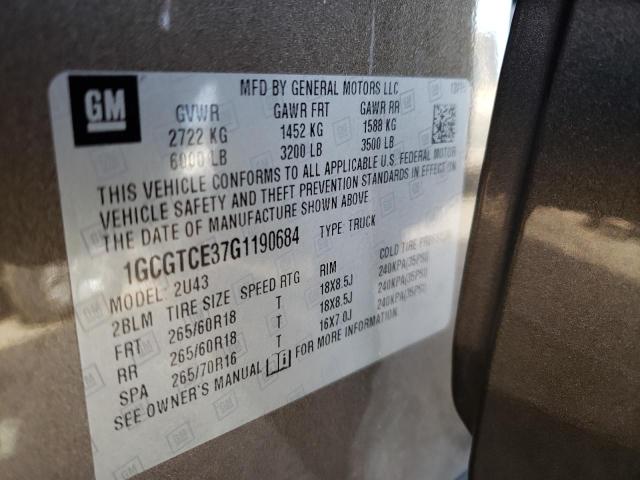 MFD BY GENERAL MOTORS LLC
GM
GVWR GAWR FRT GAWR RR
2722 KG 1452 KG 1588 KG
6000 LB 3200 LB 3500 LB
THIS VEHICLE CONFORMS TO ALL APPLICABLE U.S. FEDERAL MOTOR
VEHICLE SAFETY AND THEFT PREVENTION STANDARDS IN EFFECT ON
THE DATE OF MANUFACTURE SHOWN ABOVE.
1GCGTCE37G1190684 TYPE: TRUCK
MODEL: 2U43
2BLM TIRE SIZE SPEED RTG RIM COLD TIRE PRESSURE
FRT 265/60R18 T 18X8.5J 240KPA(35PSI)
RR 265/60R18 T 18X8.5J 240KPA(35PSI)
SPA 265/70R16 T 16X7.0J 240KPA(35PSI)
SEE OWNER'S MANUAL FOR MORE INFORMATION.